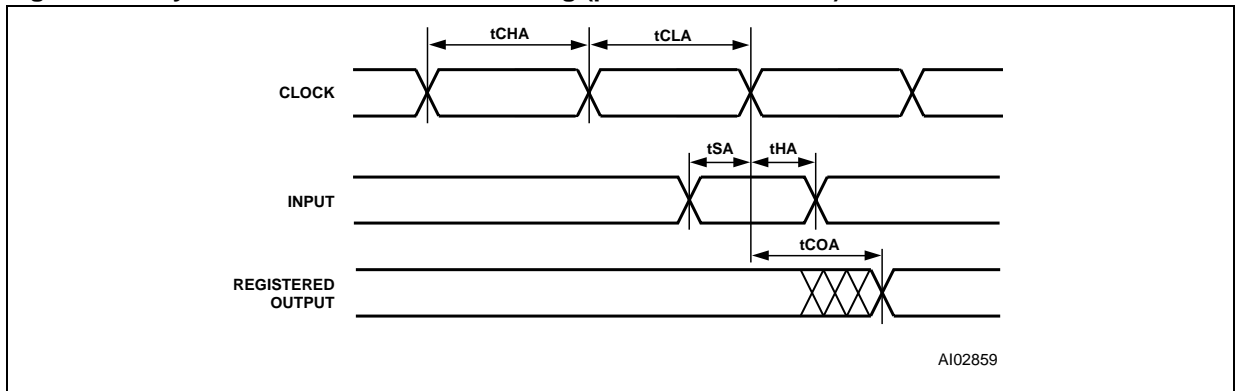 tCHA
tCLA
CLOCK
tSA
tHA
INPUT
tCOA
REGISTERED
OUTPUT
AI02859